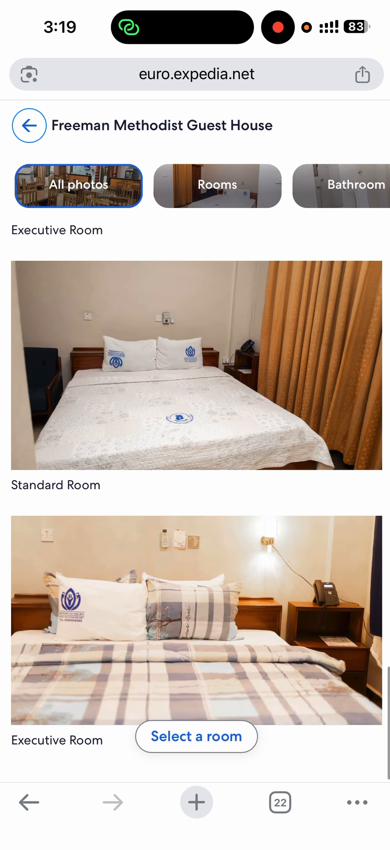 3:19
83
euro.expedia.net
Freeman Methodist Guest House
All photos
Rooms
Bathroom
Executive Room
Standard Room
Executive Room
Select a room
22